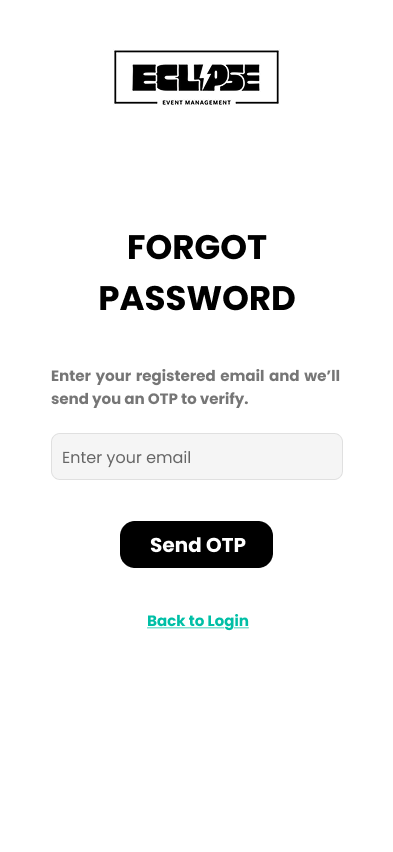 ECLIPSE
EVENT MANAGEMENT
FORGOT
PASSWORD
Enter your registered email and we’ll
send you an OTP to verify.
Enter your email
Send OTP
Back to Login